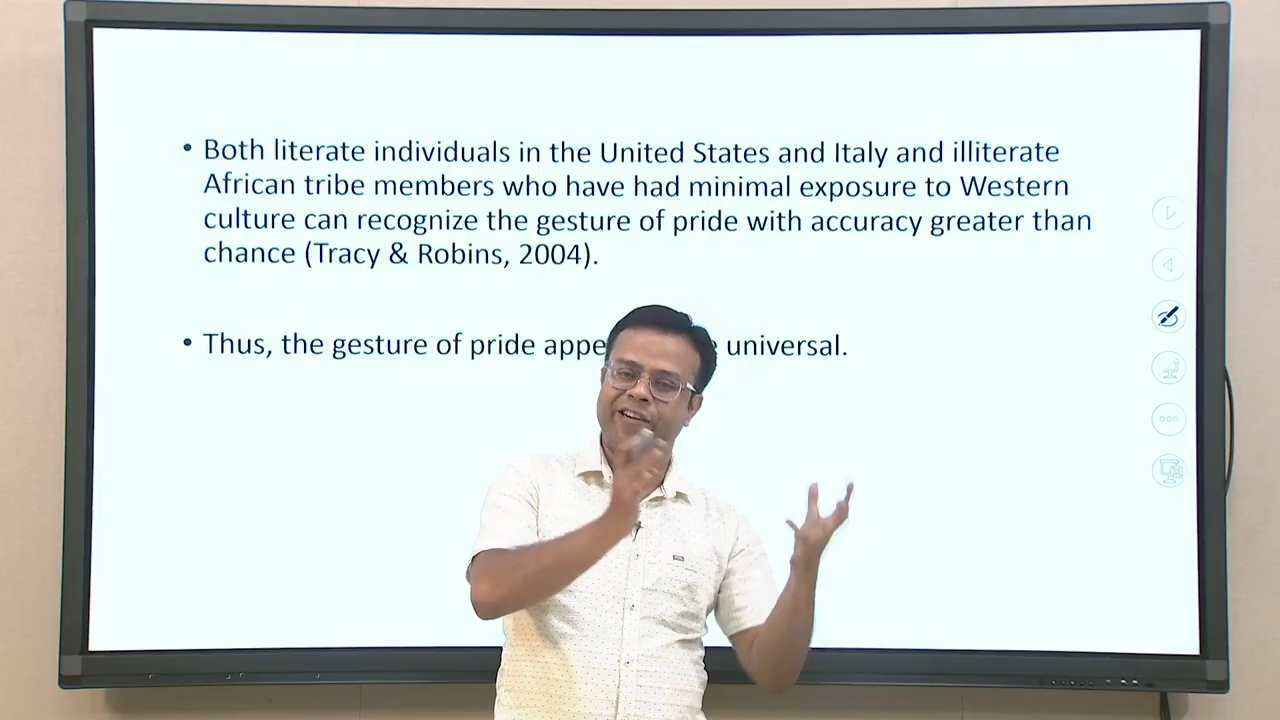 • Both literate individuals in the United States and Italy and illiterate
African tribe members who have had minimal exposure to Western
culture can recognize the gesture of pride with accuracy greater than
chance (Tracy & Robins, 2004).
• Thus, the gesture of pride universal.